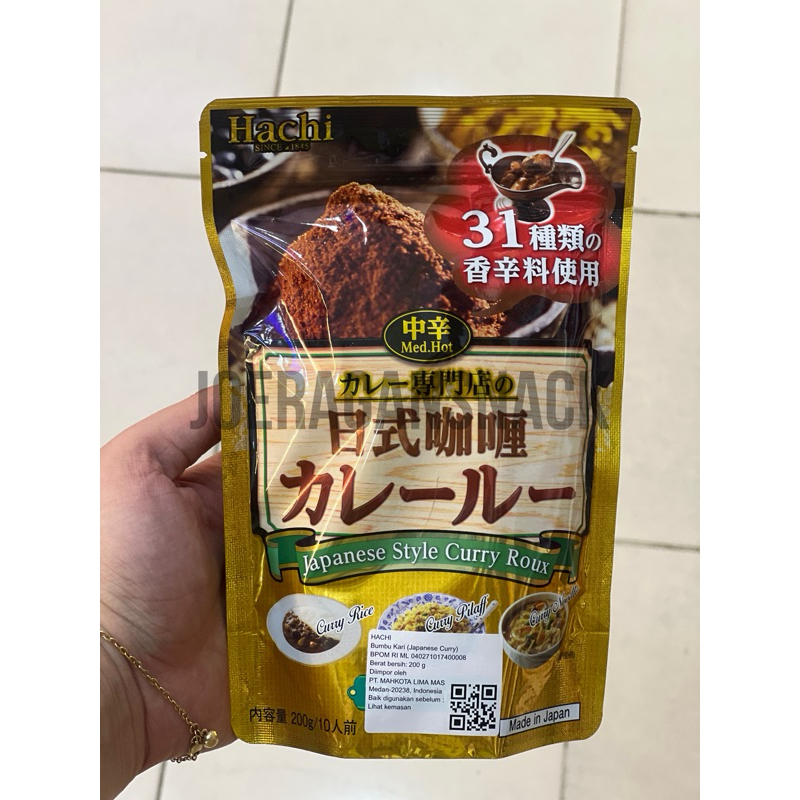 Hachi
SINCE 1845
31種類の
香辛料使用
中辛
Med.Hot
カレー専門店の
日式咖喱
カレールー
Japanese Style Curry Roux
Curry Rice
Curry Pilaff
Curry Noodle
HACHI
Bumbu Kari (Japanese Curry)
BPOM RI ML 040271017400008
Berat bersih: 200 g
Diimpor oleh
PT. MAHKOTA LIMA MAS
Medan-20238, Indonesia
Baik digunakan sebelum :
Lihat kemasan
内容量 200g/10人前
Made in Japan